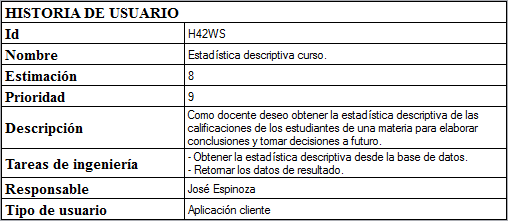 HISTORIA DE USUARIO
Id H42WS
Nombre Estadística descriptiva curso.
Estimación 8
Prioridad 9
Descripción Como docente deseo obtener la estadística descriptiva de las
calificaciones de los estudiantes de una materia para elaborar
conclusiones y tomar decisiones a futuro.
Tareas de ingeniería - Obtener la estadística descriptiva desde la base de datos.
- Retornar los datos de resultado.
Responsable José Espinoza
Tipo de usuario Aplicación cliente